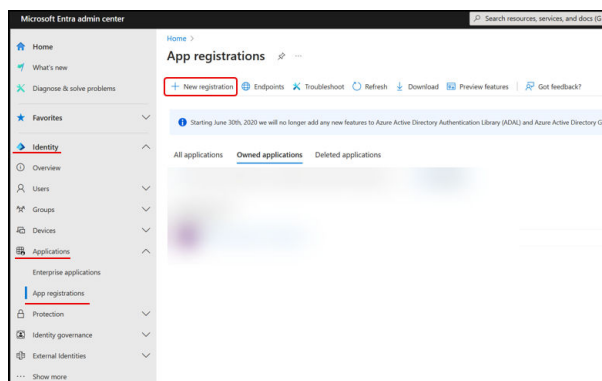 Microsoft Entra admin center
Search resources, services, and docs (G
Home
What's new
Diagnose & solve problems
Favorites
Identity
Overview
Users
Groups
Devices
Applications
Enterprise applications
App registrations
Protection
Identity governance
External Identities
Show more
Home >
App registrations
New registration Endpoints Troubleshoot Refresh Download Preview features Got feedback?
Starting June 30th, 2020 we will no longer add any new features to Azure Active Directory Authentication Library (ADAL) and Azure Active Directory G
All applications Owned applications Deleted applications